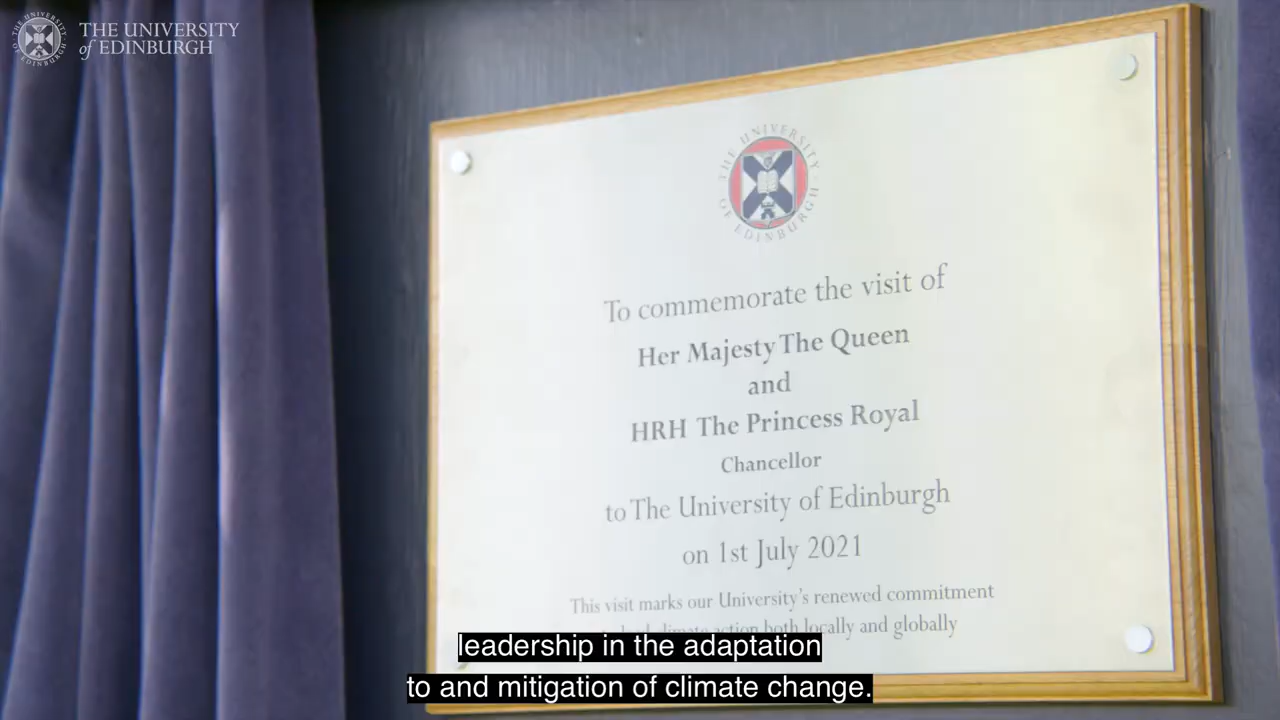 THE UNIVERSITY
of EDINBURGH
THE UNIVERSITY OF EDINBURGH
To commemorate the visit of
Her Majesty The Queen
and
HRH The Princess Royal
Chancellor
to The University of Edinburgh
on 1st July 2021
This visit marks our University's renewed commitment
climate action both locally and globally
leadership in the adaptation
to and mitigation of climate change.